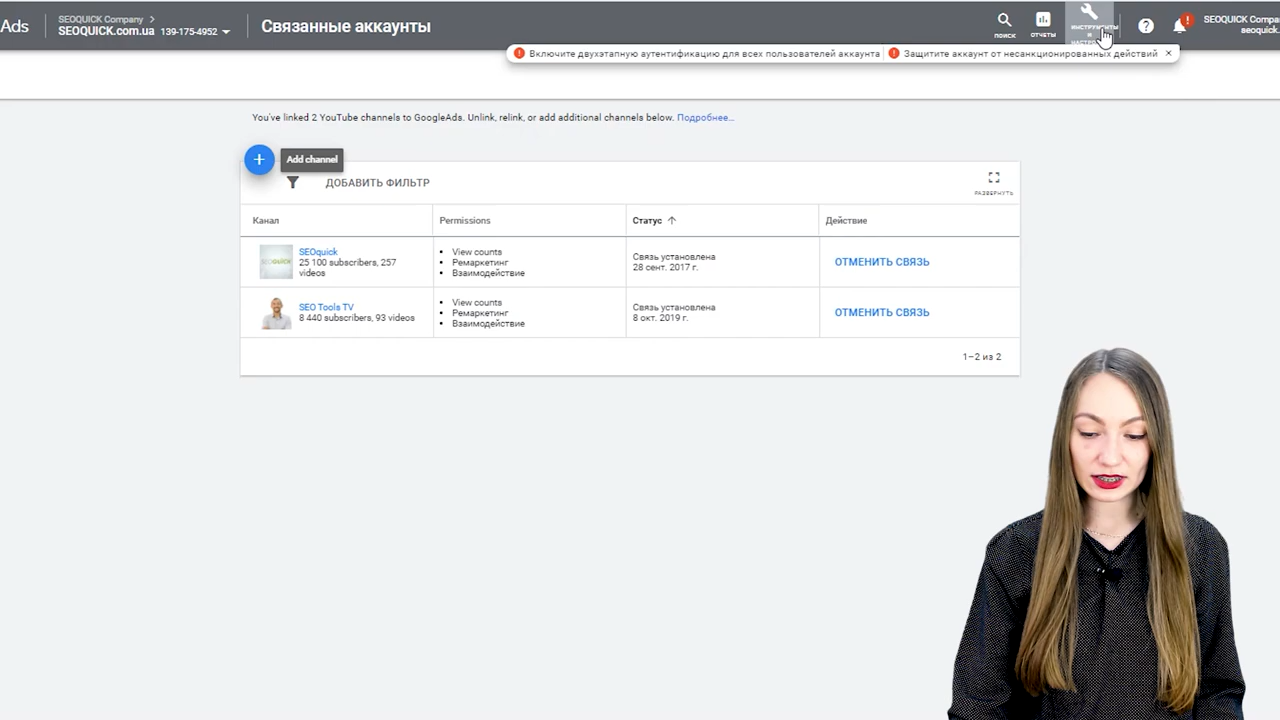 Ads
SEOQUICK Company
SEOQUICK.com.ua 139-175-4952
Связанные аккаунты
ПОИСК
ОТЧЕТЫ
ИНСТРУМЕНТЫ
И
SEOQUICK Compa
seoquick.
Включите двухэтапную аутентификацию для всех пользователей аккаунта
Защитите аккаунт от несанкционированных действий
You've linked 2 YouTube channels to GoogleAds. Unlink, relink, or add additional channels below. Подробнее…
Add channel
ДОБАВИТЬ ФИЛЬТР
РАЗВЕРНУТЬ
Канал
Permissions
Статус
Действие
SEOquick
25 100 subscribers, 257
videos
• View counts
• Ремаркетинг
• Взаимодействие
Связь установлена
28 сент. 2017 г.
ОТМЕНИТЬ СВЯЗЬ
SEO Tools TV
8 440 subscribers, 93 videos
• View counts
• Ремаркетинг
• Взаимодействие
Связь установлена
8 окт. 2019 г.
ОТМЕНИТЬ СВЯЗЬ
1–2 из 2